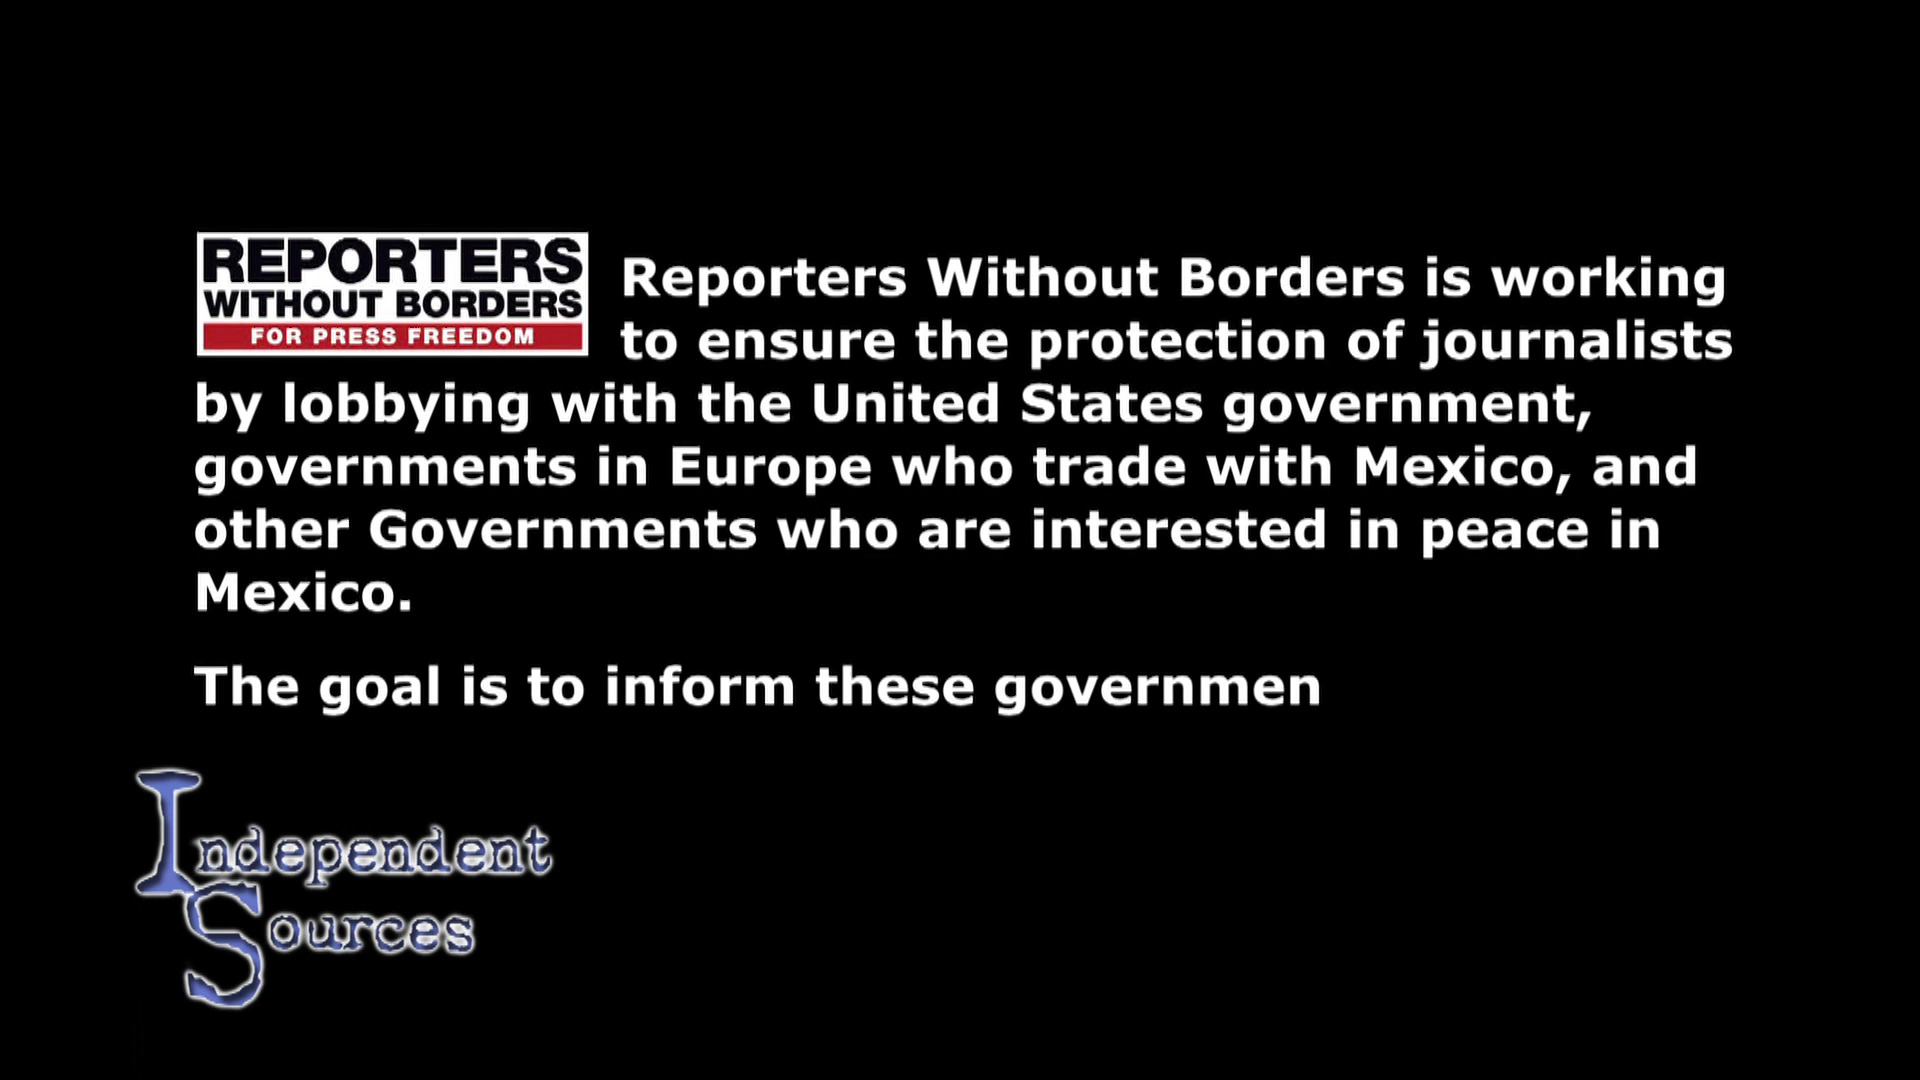 REPORTERS
WITHOUT BORDERS
FOR PRESS FREEDOM
Reporters Without Borders is working
to ensure the protection of journalists
by lobbying with the United States government,
governments in Europe who trade with Mexico, and
other Governments who are interested in peace in
Mexico.
The goal is to inform these governmen
Independent
Sources